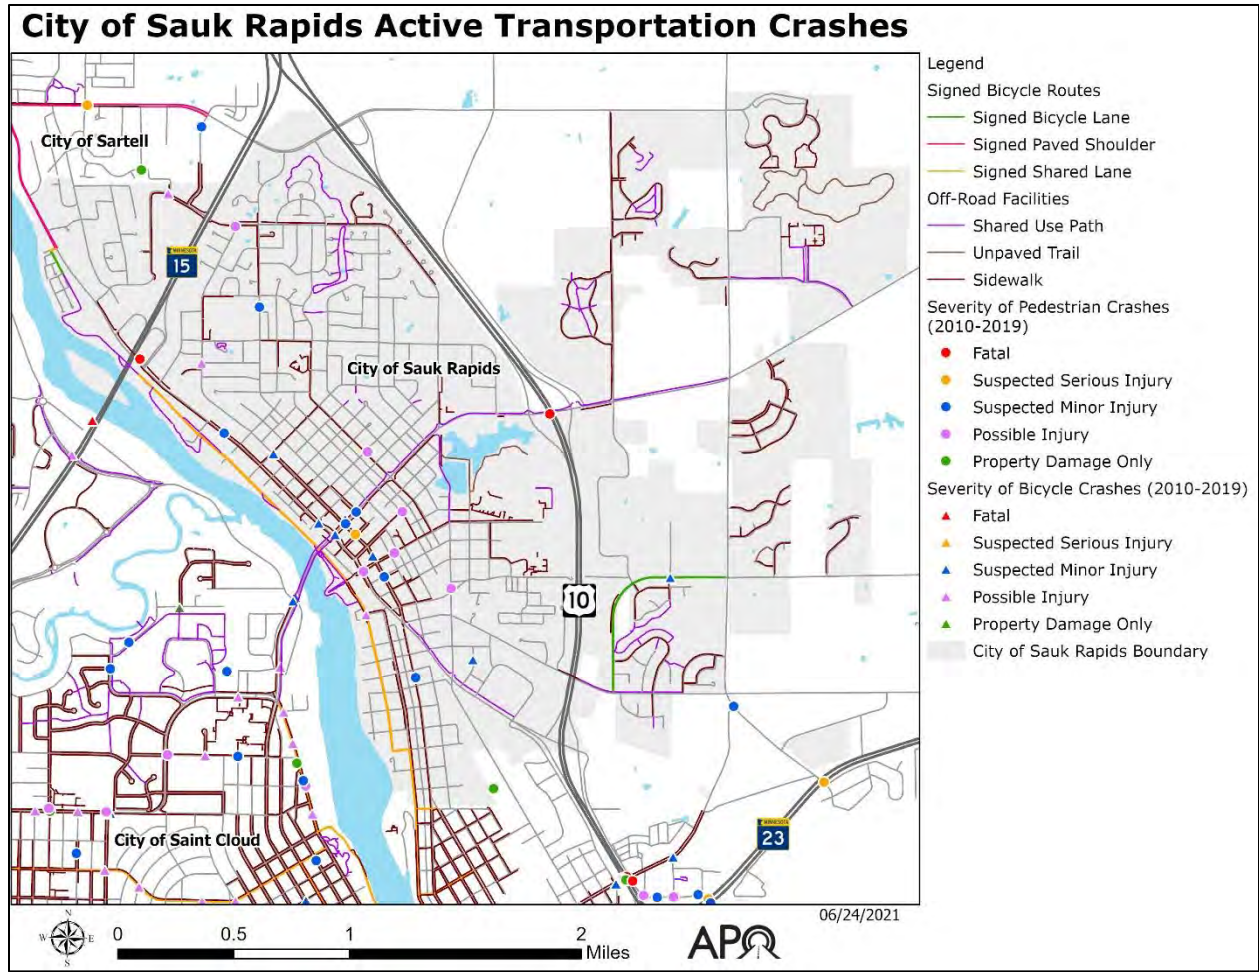 City of Sauk Rapids Active Transportation Crashes
City of Sartell
MINNESOTA
15
City of Sauk Rapids
10
MINNESOTA
23
City of Saint Cloud
Legend
Signed Bicycle Routes
Signed Bicycle Lane
Signed Paved Shoulder
Signed Shared Lane
Off-Road Facilities
Shared Use Path
Unpaved Trail
Sidewalk
Severity of Pedestrian Crashes
(2010-2019)
Fatal
Suspected Serious Injury
Suspected Minor Injury
Possible Injury
Property Damage Only
Severity of Bicycle Crashes (2010-2019)
Fatal
Suspected Serious Injury
Suspected Minor Injury
Possible Injury
Property Damage Only
City of Sauk Rapids Boundary
06/24/2021
N
W E
S
0 0.5 1 2
Miles
APO